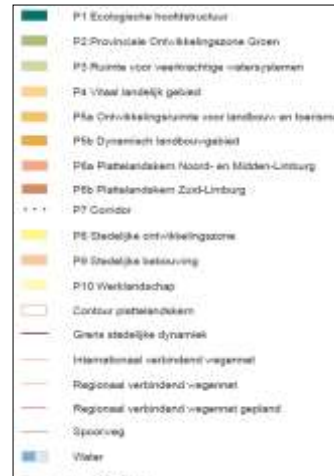 P1 Ecologische hoofdstructuur
P2 Provinciale Ontwikkelingszone Groen
P3 Ruimte voor veerkrachtige watersystemen
P4 Vitaal landelijk gebied
P5a Ontwikkelingsruimte voor landbouw en toerisme
P5b Dynamisch landbouwgebied
P6a Plattelandskern Noord- en Midden-Limburg
P6b Plattelandskern Zuid-Limburg
P7 Corridor
P8 Stedelijke ontwikkelingszone
P9 Stedelijke bebouwing
P10 Werklandschap
Contour plattelandskern
Grens stedelijke dynamiek
Internationaal verbindend wegennet
Regionaal verbindend wegennet
Regionaal verbindend wegennet gepland
Spoorweg
Water